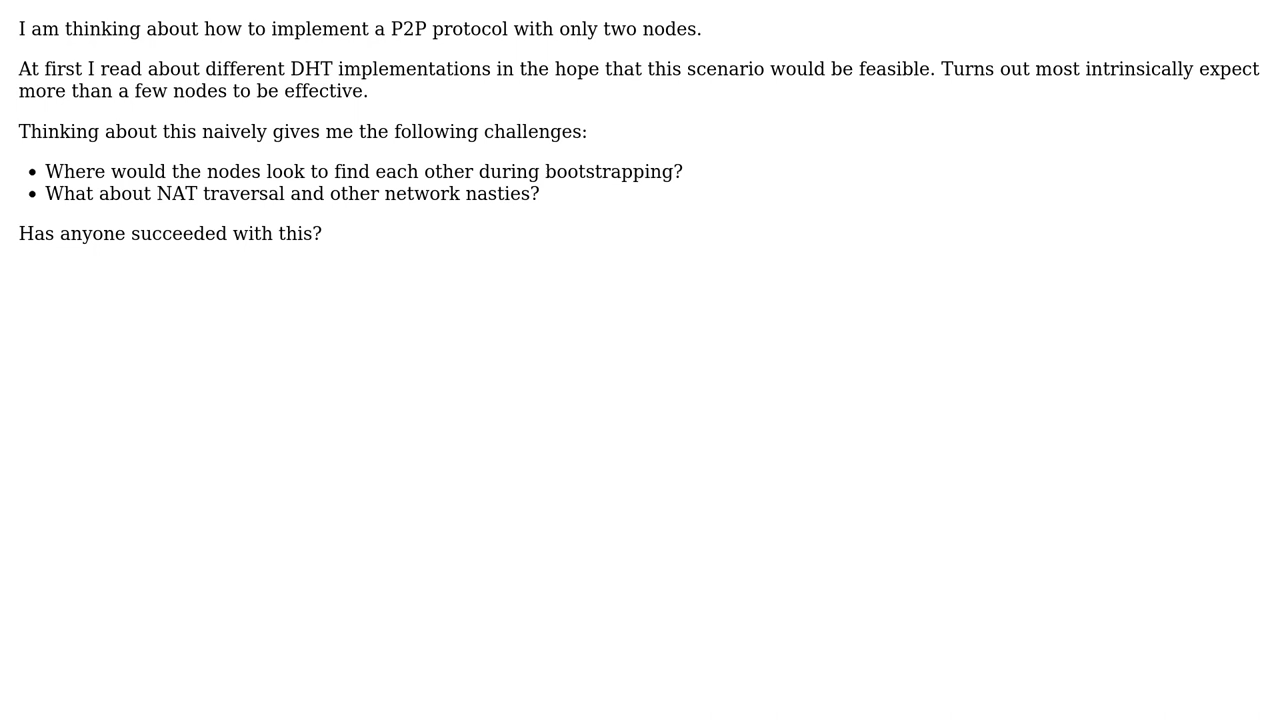 I am thinking about how to implement a P2P protocol with only two nodes.
At first I read about different DHT implementations in the hope that this scenario would be feasible. Turns out most intrinsically expect
more than a few nodes to be effective.
Thinking about this naively gives me the following challenges:
• Where would the nodes look to find each other during bootstrapping?
• What about NAT traversal and other network nasties?
Has anyone succeeded with this?